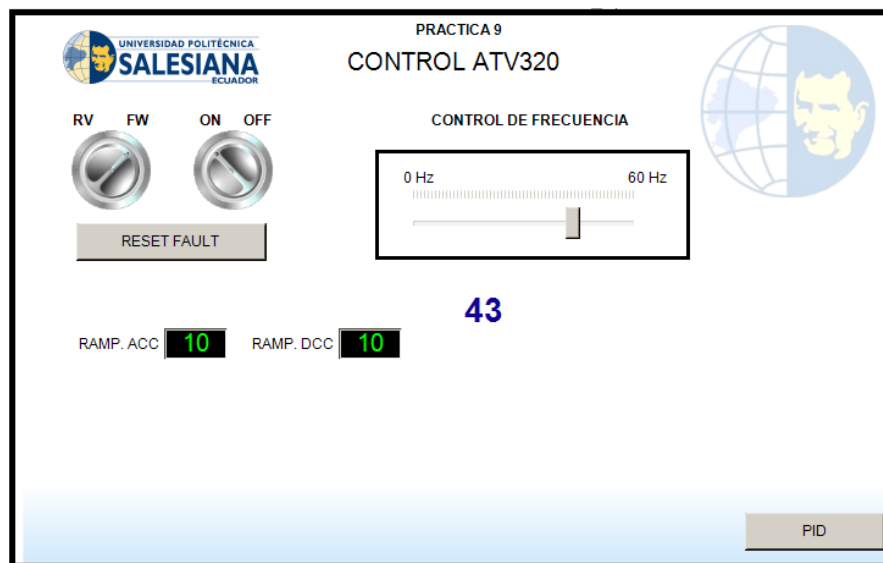 PRACTICA 9
UNIVERSIDAD POLITÉCNICA
SALESIANA
ECUADOR
CONTROL ATV320
RV FW ON OFF
CONTROL DE FRECUENCIA
0 Hz 60 Hz
RESET FAULT
43
RAMP. ACC 10 RAMP. DCC 10
PID